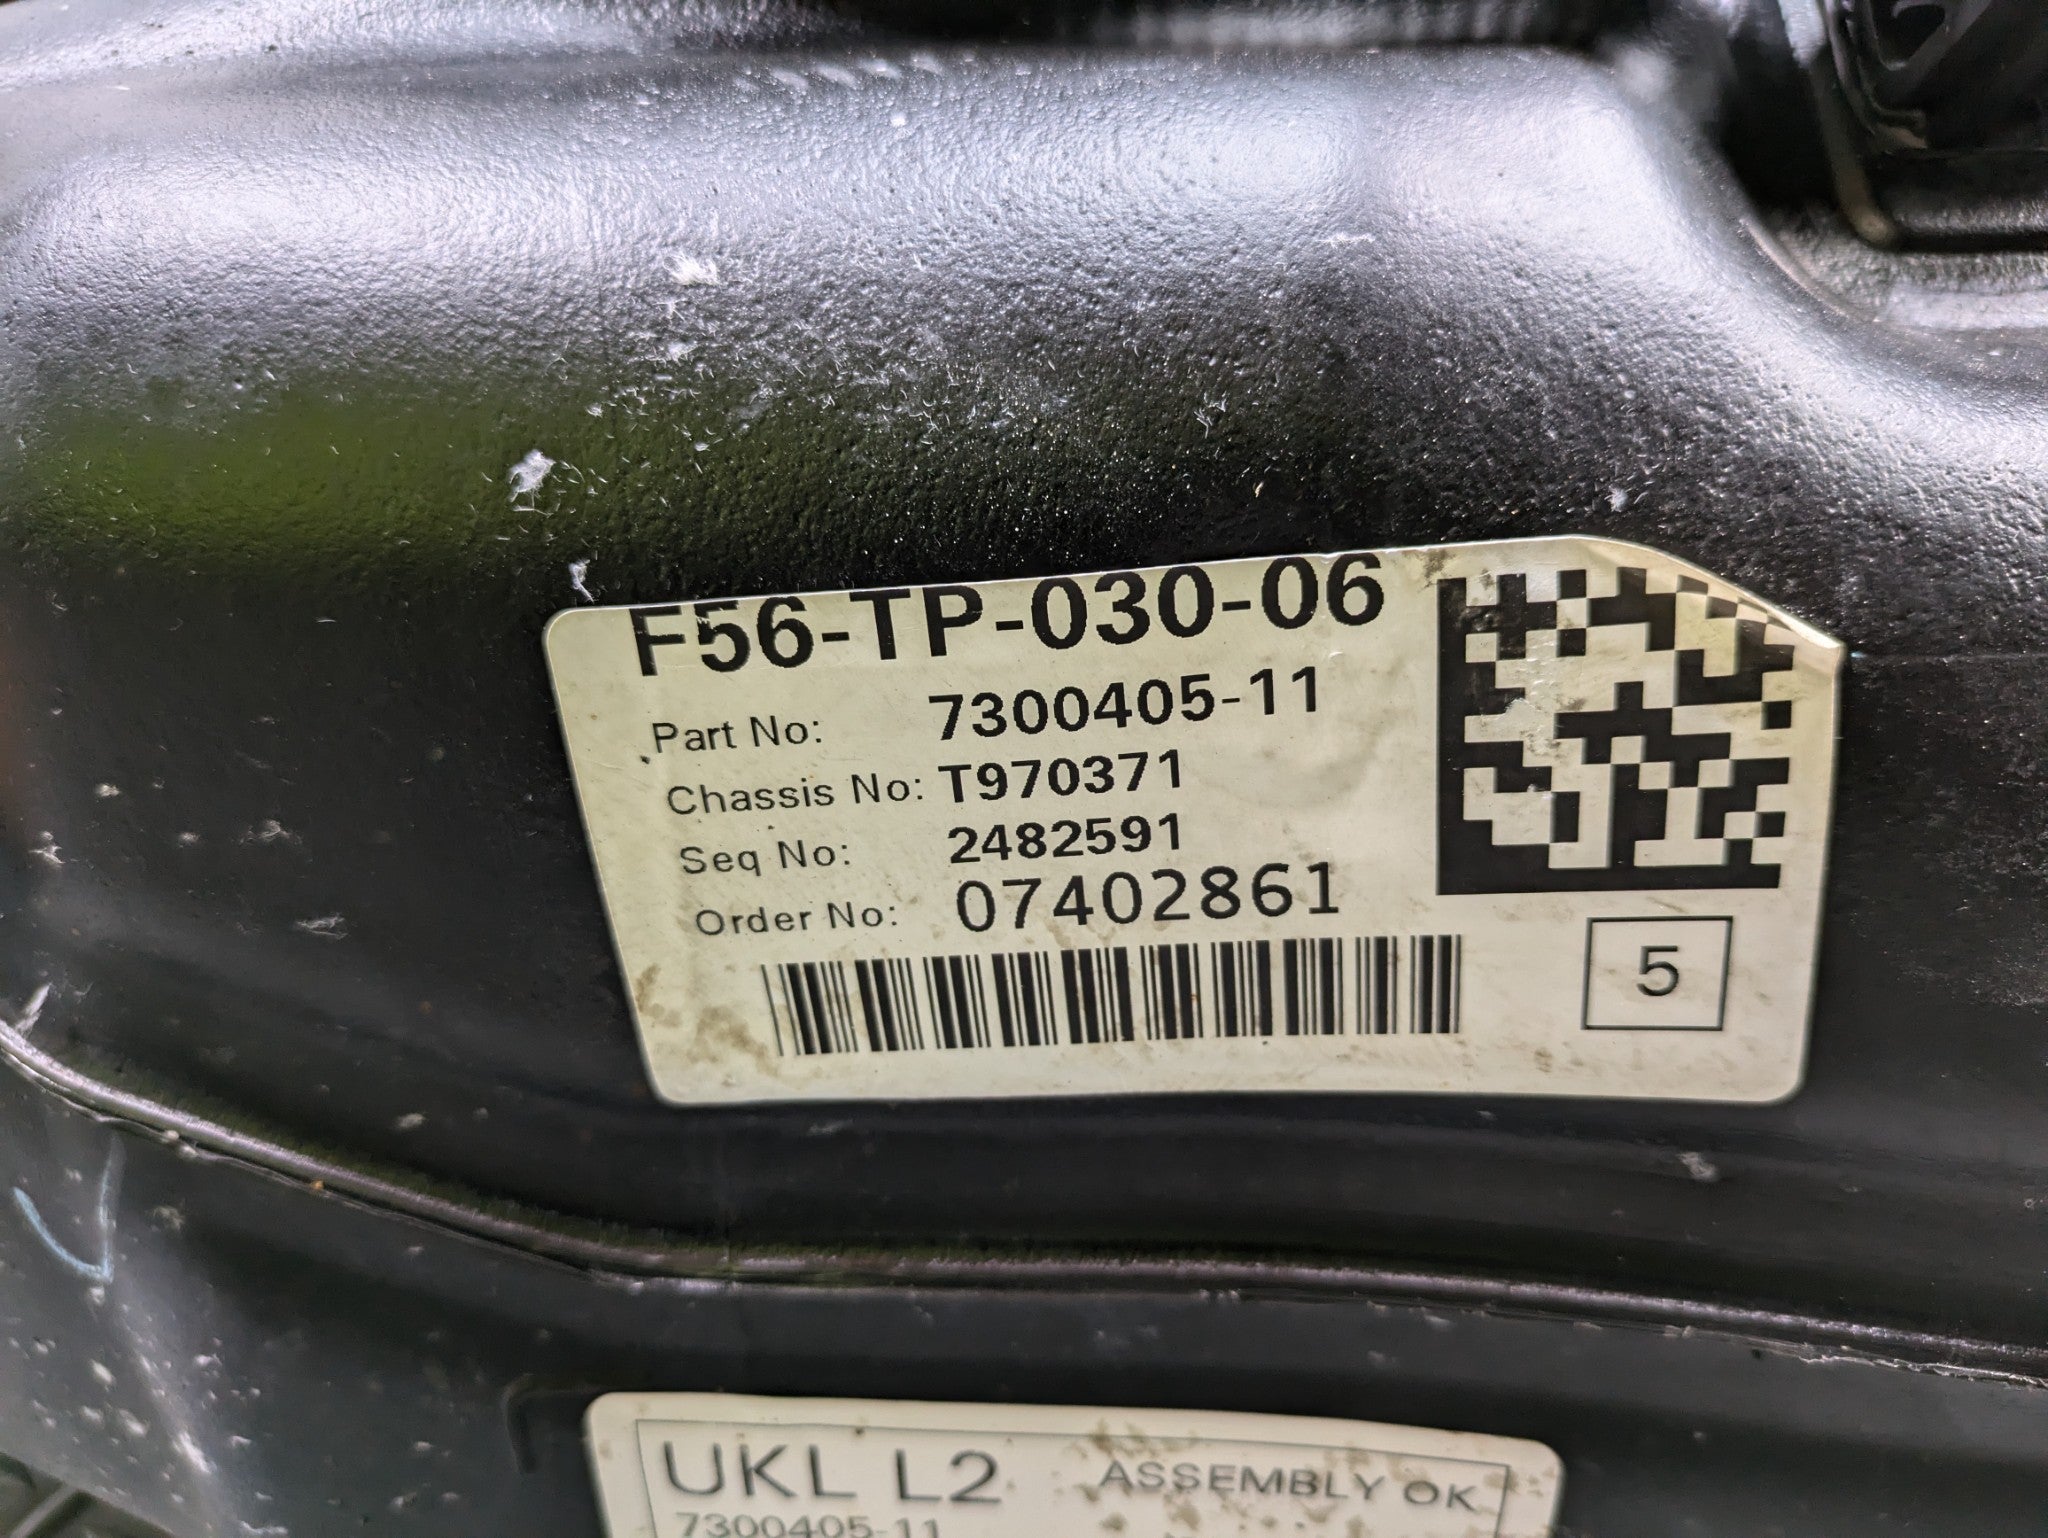 F56-TP-030-06
Part No: 7300405-11
Chassis No: T970371
Seq No: 2482591
Order No: 07402861
5
UKL L2 ASSEMBLY OK
7300405-11